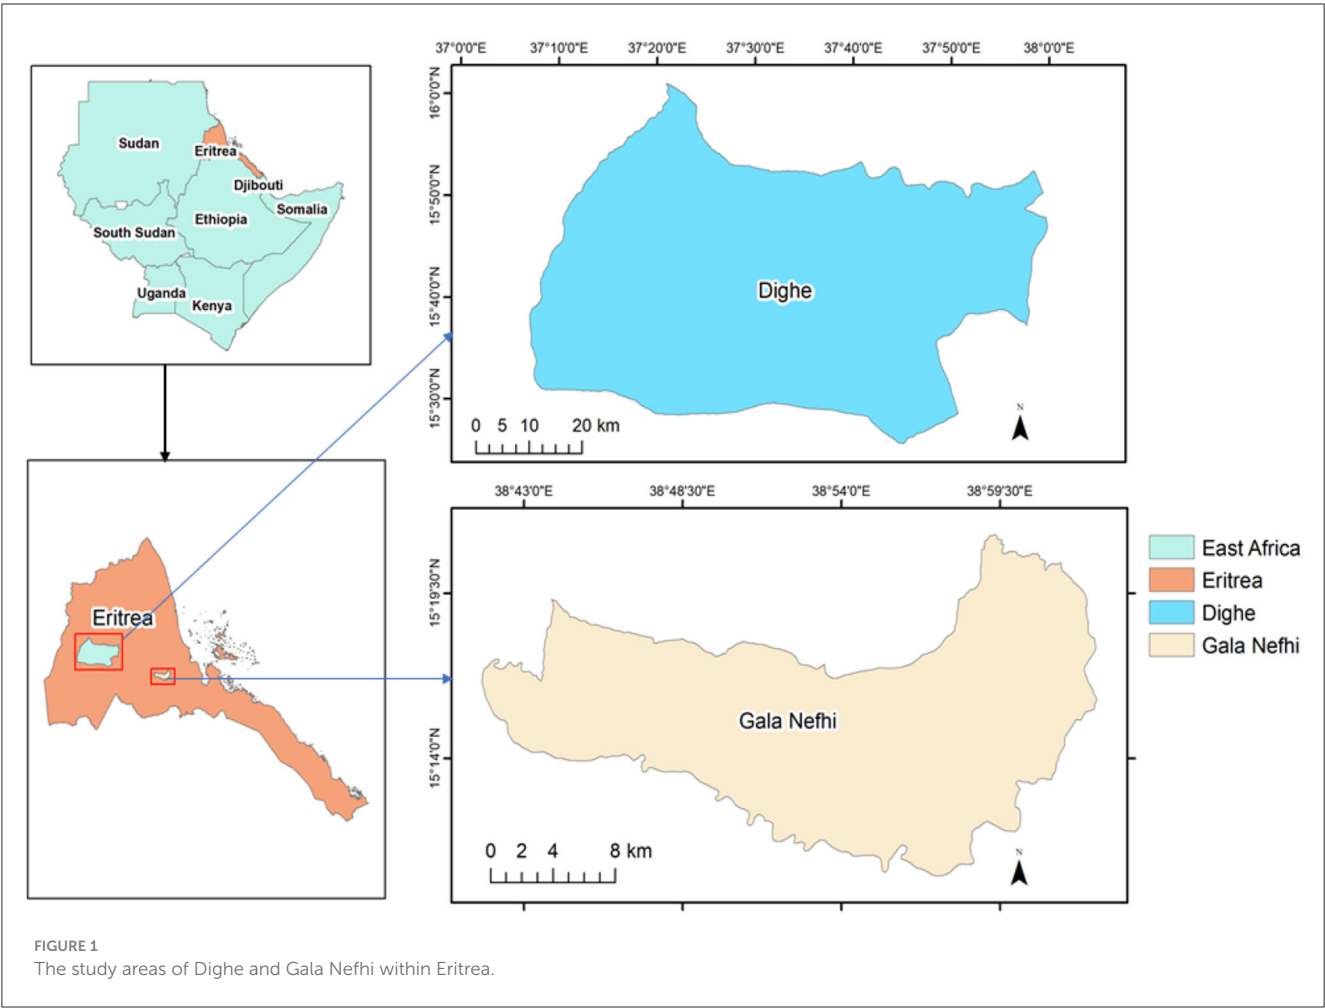 Sudan
Eritrea
Djibouti
Somalia
Ethiopia
South Sudan
Uganda
Kenya
Eritrea
37°0'0"E 37°10'0"E 37°20'0"E 37°30'0"E 37°40'0"E 37°50'0"E 38°0'0"E
16°0'0"N
15°50'0"N
15°40'0"N
15°30'0"N
Dighe
0 5 10 20 km
N
38°43'0"E 38°48'30"E 38°54'0"E 38°59'30"E
15°19'30"N
15°14'0"N
Gala Nefhi
0 2 4 8 km
N
East Africa
Eritrea
Dighe
Gala Nefhi
FIGURE 1
The study areas of Dighe and Gala Nefhi within Eritrea.